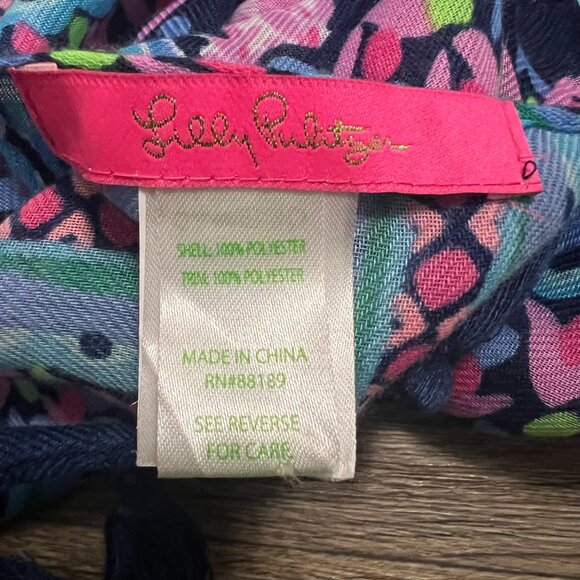 Lilly Pulitzer
SHELL: 100% POLYESTER
TRIM: 100% POLYESTER
MADE IN CHINA
RN#88189
SEE REVERSE
FOR CARE